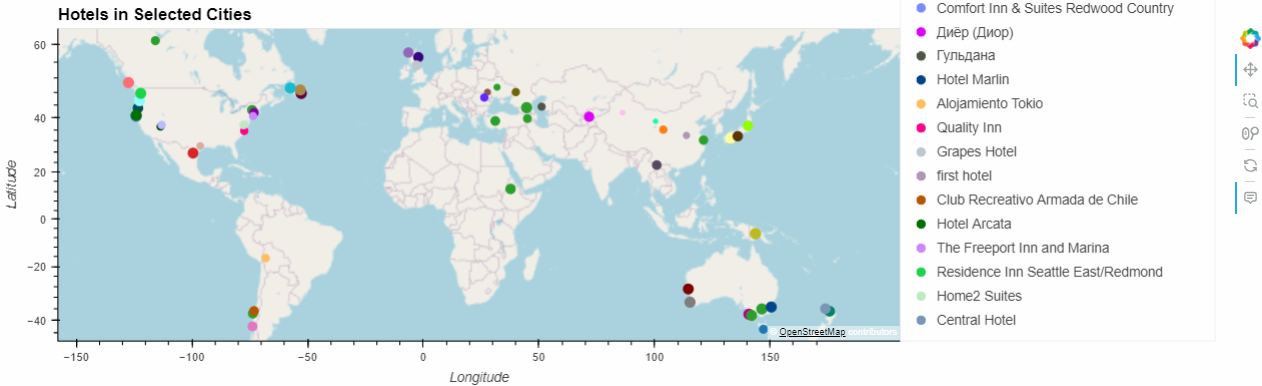 Hotels in Selected Cities
Comfort Inn & Suites Redwood Country
Диёр (Диор)
Гульдана
Hotel Marlin
Alojamiento Tokio
Quality Inn
Grapes Hotel
first hotel
Club Recreativo Armada de Chile
Hotel Arcata
The Freeport Inn and Marina
Residence Inn Seattle East/Redmond
Home2 Suites
Central Hotel
60
40
20
0
−20
−40
Latitude
© OpenStreetMap contributors
−150
−100
−50
0
50
100
150
Longitude